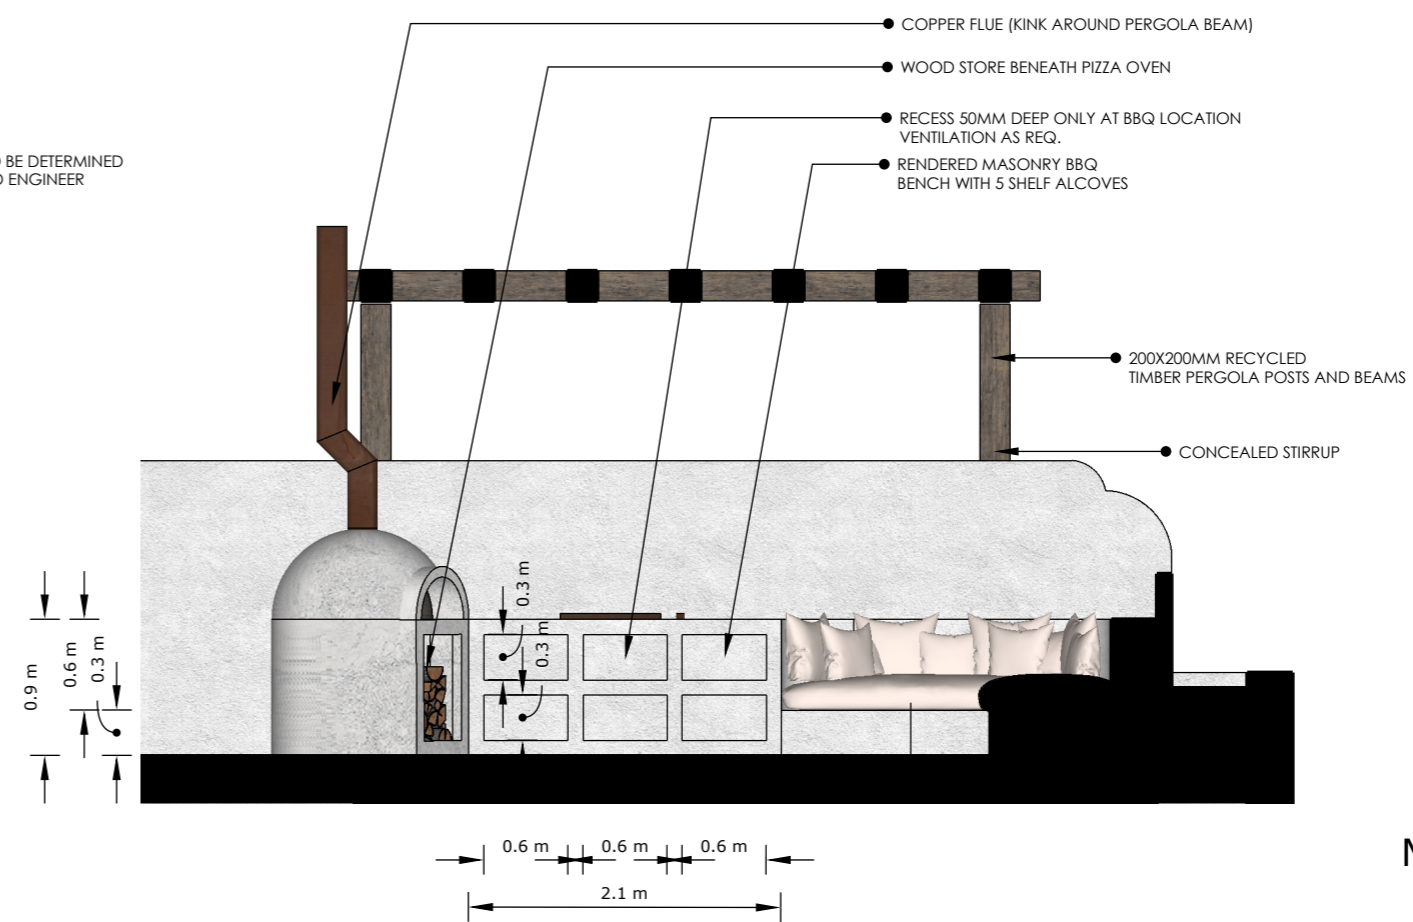 COPPER FLUE (KINK AROUND PERGOLA BEAM)
WOOD STORE BENEATH PIZZA OVEN
RECESS 50MM DEEP ONLY AT BBQ LOCATION
VENTILATION AS REQ.
BE DETERMINED
ENGINEER
RENDERED MASONRY BBQ
BENCH WITH 5 SHELF ALCOVES
200X200MM RECYCLED
TIMBER PERGOLA POSTS AND BEAMS
CONCEALED STIRRUP
0.9 m
0.6 m
0.3 m
0.3 m
0.3 m
0.6 m
0.6 m
0.6 m
2.1 m